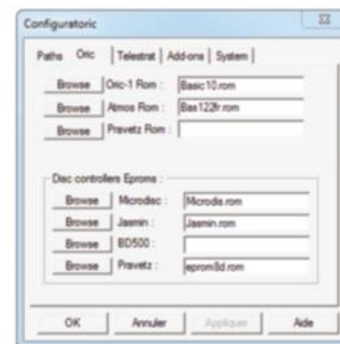 Configuratoric
Paths Oric Telestrat Add-ons System
Browse Oric-1 Rom : Basic10.rom
Browse Atmos Rom : Bas122fr.rom
Browse Pravetz Rom :
Disc controllers Eproms :
Browse Microdisc : Microdis.rom
Browse Jasmin : Jasmin.rom
Browse BD500 :
Browse Pravetz : eprom8d.rom
OK Annuler Appliquer Aide